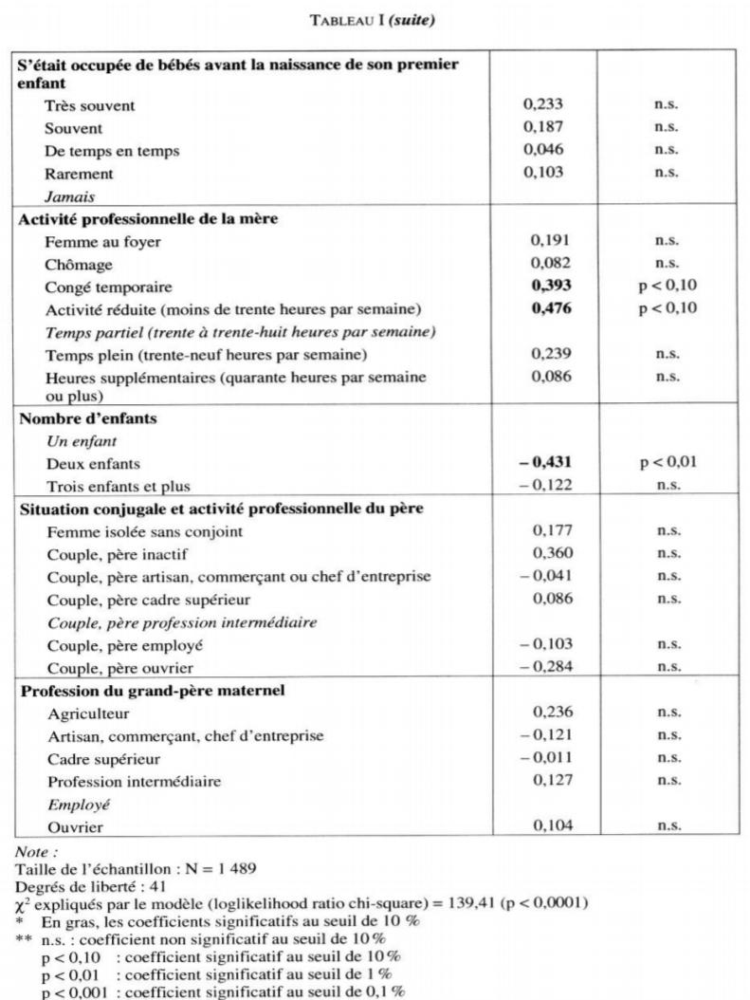 TABLEAU I (suite)
S'était occupée de bébés avant la naissance de son premier
enfant
Très souvent 0,233 n.s.
Souvent 0,187 n.s.
De temps en temps 0,046 n.s.
Rarement 0,103 n.s.
Jamais
Activité professionnelle de la mère
Femme au foyer 0,191 n.s.
Chômage 0,082 n.s.
Congé temporaire 0,393 p < 0,10
Activité réduite (moins de trente heures par semaine) 0,476 p < 0,10
Temps partiel (trente à trente-huit heures par semaine)
Temps plein (trente-neuf heures par semaine) 0,239 n.s.
Heures supplémentaires (quarante heures par semaine 0,086 n.s.
ou plus)
Nombre d'enfants
Un enfant
Deux enfants – 0,431 p < 0,01
Trois enfants et plus – 0,122 n.s.
Situation conjugale et activité professionnelle du père
Femme isolée sans conjoint 0,177 n.s.
Couple, père inactif 0,360 n.s.
Couple, père artisan, commerçant ou chef d'entreprise – 0,041 n.s.
Couple, père cadre supérieur 0,086 n.s.
Couple, père profession intermédiaire
Couple, père employé – 0,103 n.s.
Couple, père ouvrier – 0,284 n.s.
Profession du grand-père maternel
Agriculteur 0,236 n.s.
Artisan, commerçant, chef d'entreprise – 0,121 n.s.
Cadre supérieur – 0,011 n.s.
Profession intermédiaire 0,127 n.s.
Employé
Ouvrier 0,104 n.s.
Note :
Taille de l'échantillon : N = 1 489
Degrés de liberté : 41
χ² expliqués par le modèle (loglikelihood ratio chi-square) = 139,41 (p < 0,0001)
* En gras, les coefficients significatifs au seuil de 10 %
** n.s. : coefficient non significatif au seuil de 10 %
p < 0,10 : coefficient significatif au seuil de 10 %
p < 0,01 : coefficient significatif au seuil de 1 %
p < 0,001 : coefficient significatif au seuil de 0,1 %